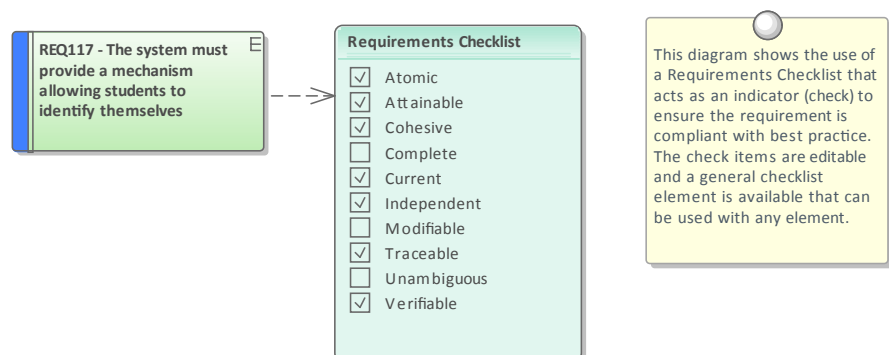 REQ117 - The system must
provide a mechanism
allowing students to
identify themselves
E
Requirements Checklist
Atomic
Attainable
Cohesive
Complete
Current
Independent
Modifiable
Traceable
Unambiguous
Verifiable
This diagram shows the use of
a Requirements Checklist that
acts as an indicator (check) to
ensure the requirement is
compliant with best practice.
The check items are editable
and a general checklist
element is available that can
be used with any element.